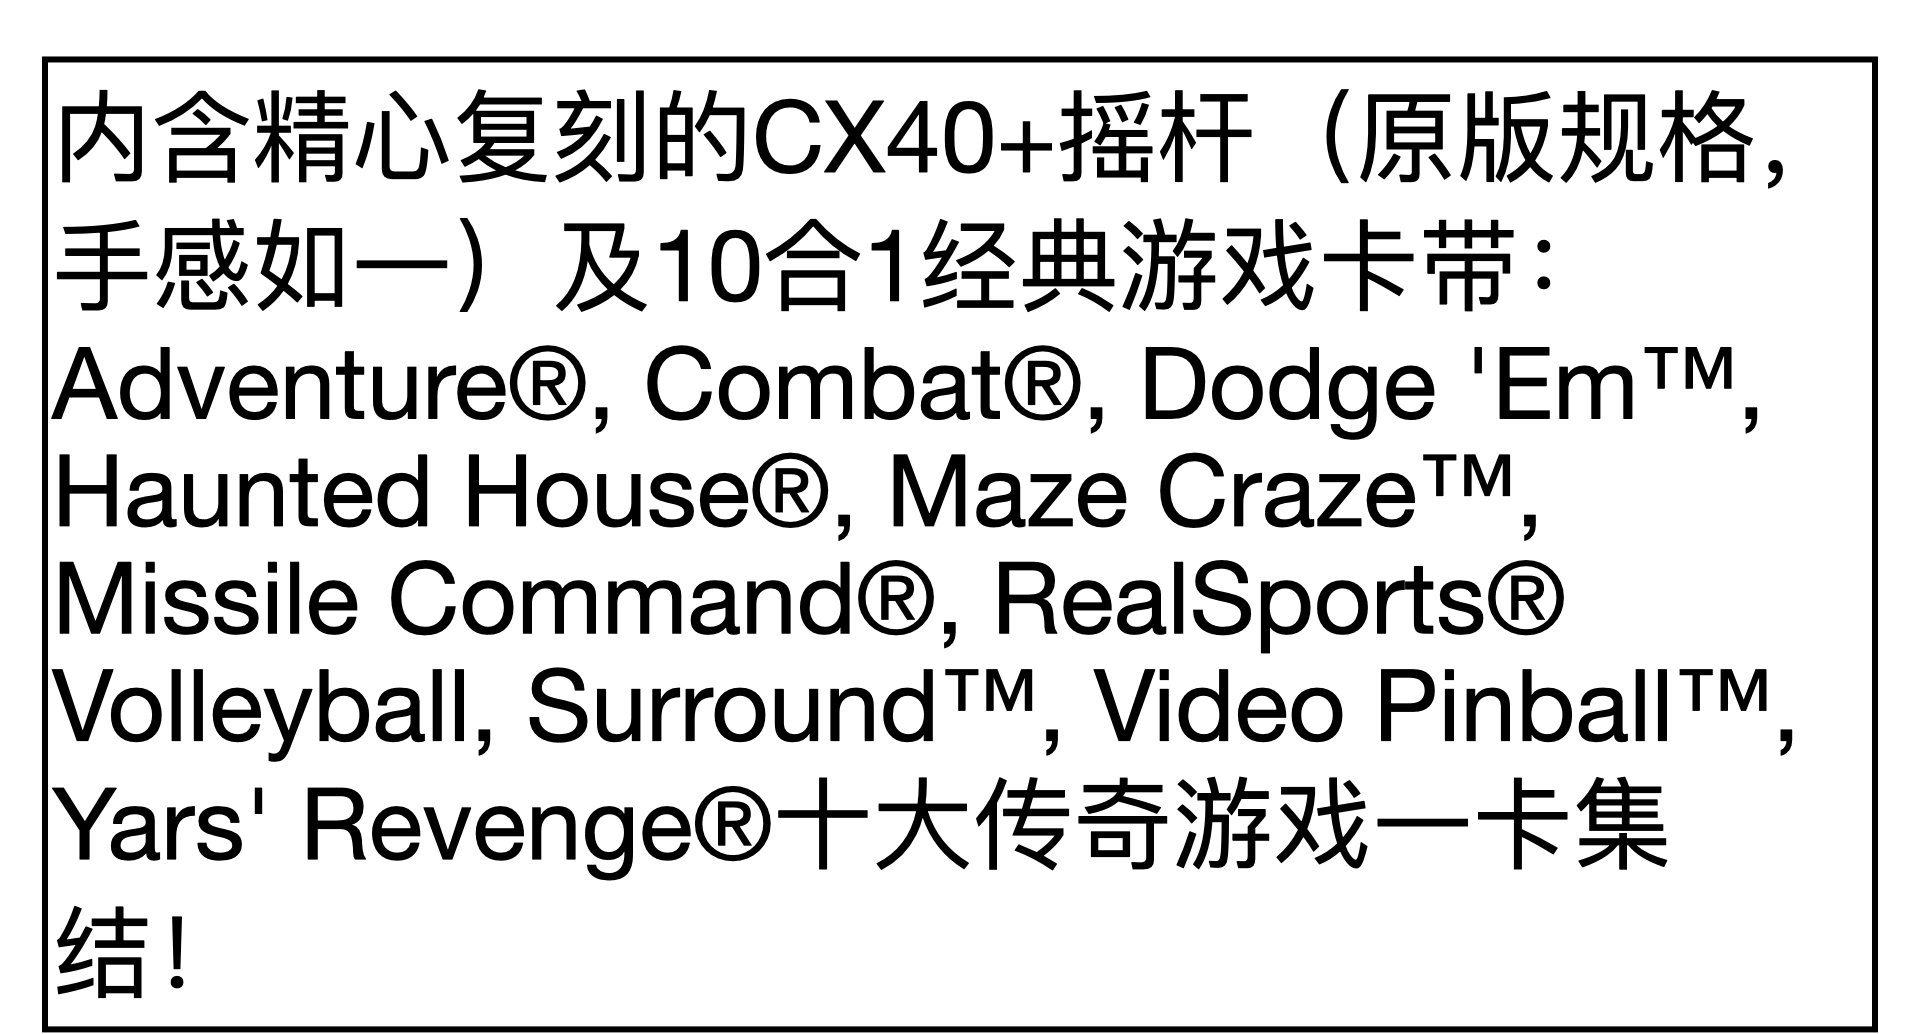 内含精心复刻的CX40+摇杆（原版规格，
手感如一）及10合1经典游戏卡带：
Adventure®, Combat®, Dodge 'Em™,
Haunted House®, Maze Craze™,
Missile Command®, RealSports®
Volleyball, Surround™, Video Pinball™,
Yars' Revenge®十大传奇游戏一卡集
结！